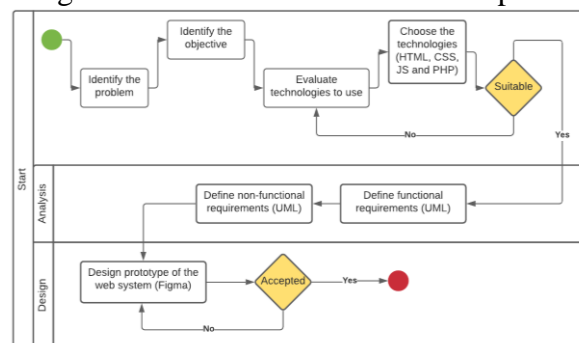 Identify the
objective
Choose the
technologies
(HTML, CSS,
JS and PHP)
Identify the
problem
Evaluate
technologies to use
Suitable
No
Yes
Start
Define non-functional
requirements (UML)
Define functional
requirements (UML)
Analysis
Design prototype of the
web system (Figma)
Accepted
Yes
No
Design